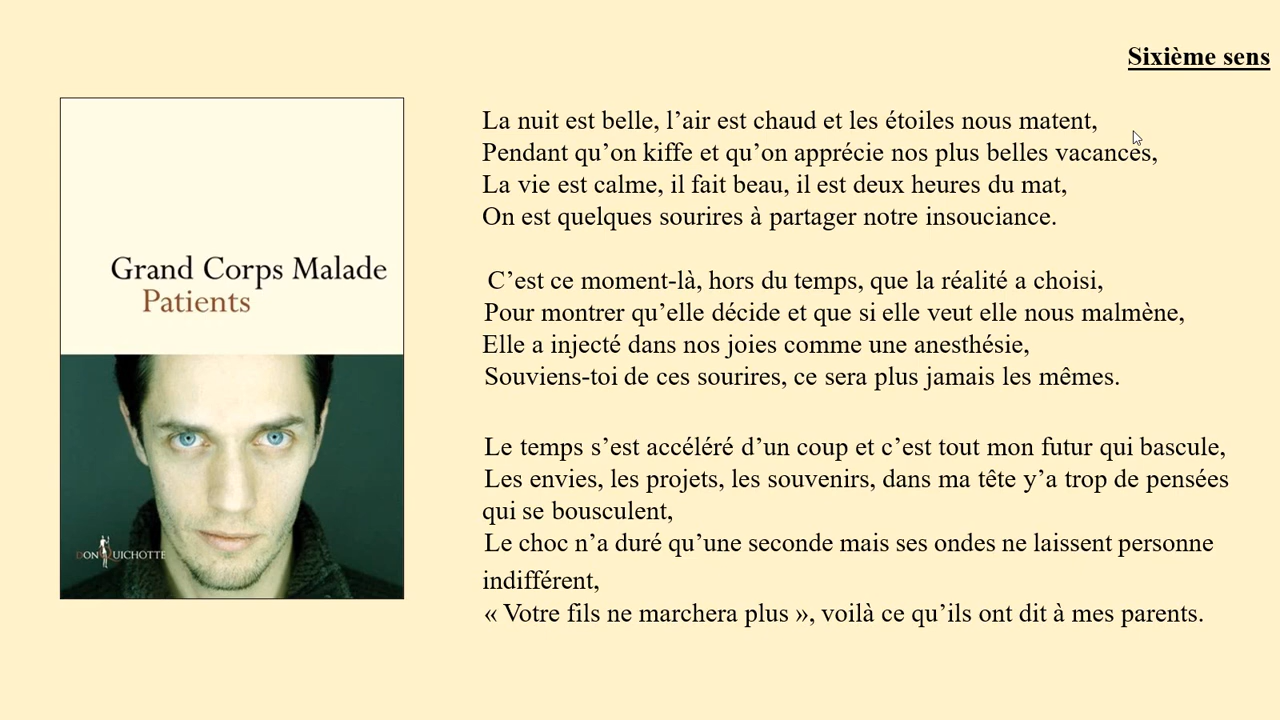 Sixième sens
Grand Corps Malade
Patients
DON QUICHOTTE
La nuit est belle, l’air est chaud et les étoiles nous matent,
Pendant qu’on kiffe et qu’on apprécie nos plus belles vacances,
La vie est calme, il fait beau, il est deux heures du mat,
On est quelques sourires à partager notre insouciance.
C’est ce moment-là, hors du temps, que la réalité a choisi,
Pour montrer qu’elle décide et que si elle veut elle nous malmène,
Elle a injecté dans nos joies comme une anesthésie,
Souviens-toi de ces sourires, ce sera plus jamais les mêmes.
Le temps s’est accéléré d’un coup et c’est tout mon futur qui bascule,
Les envies, les projets, les souvenirs, dans ma tête y’a trop de pensées
qui se bousculent,
Le choc n’a duré qu’une seconde mais ses ondes ne laissent personne
indifférent,
« Votre fils ne marchera plus », voilà ce qu’ils ont dit à mes parents.